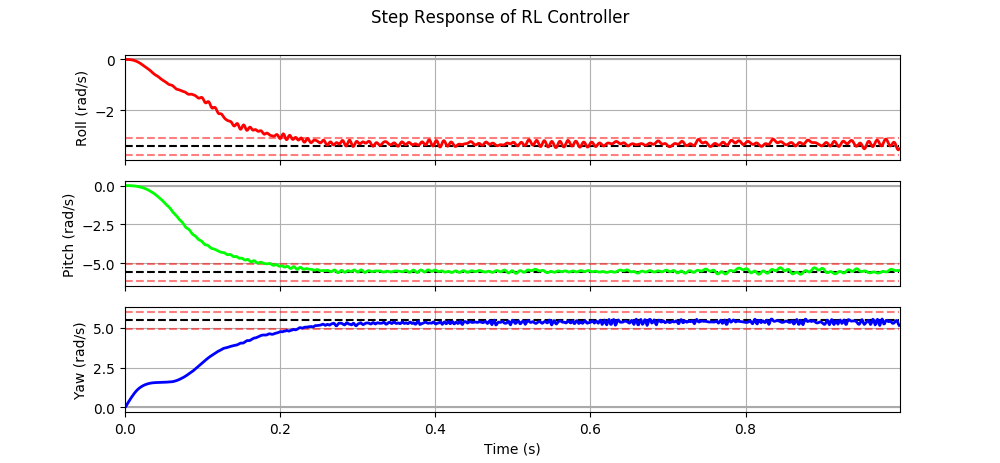 Step Response of RL Controller
Roll (rad/s)
0
−2
Pitch (rad/s)
0.0
−2.5
−5.0
Yaw (rad/s)
5.0
2.5
0.0
0.0 0.2 0.4 0.6 0.8
Time (s)